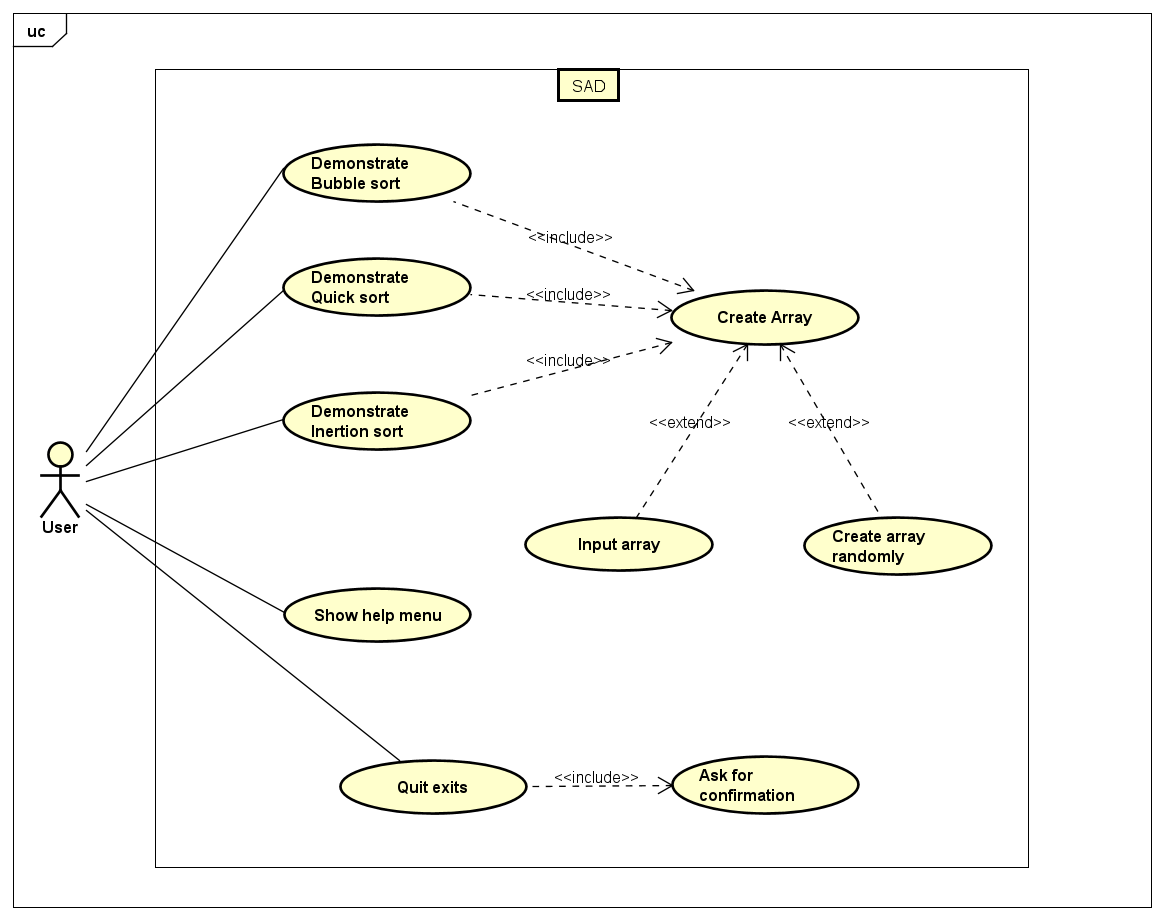 uc
SAD
Demonstrate
Bubble sort
<<include>>
Demonstrate
Quick sort
<<include>>
Create Array
<<include>>
Demonstrate
Inertion sort
<<extend>>
<<extend>>
User
Input array
Create array
randomly
Show help menu
Quit exits
<<include>>
Ask for
confirmation